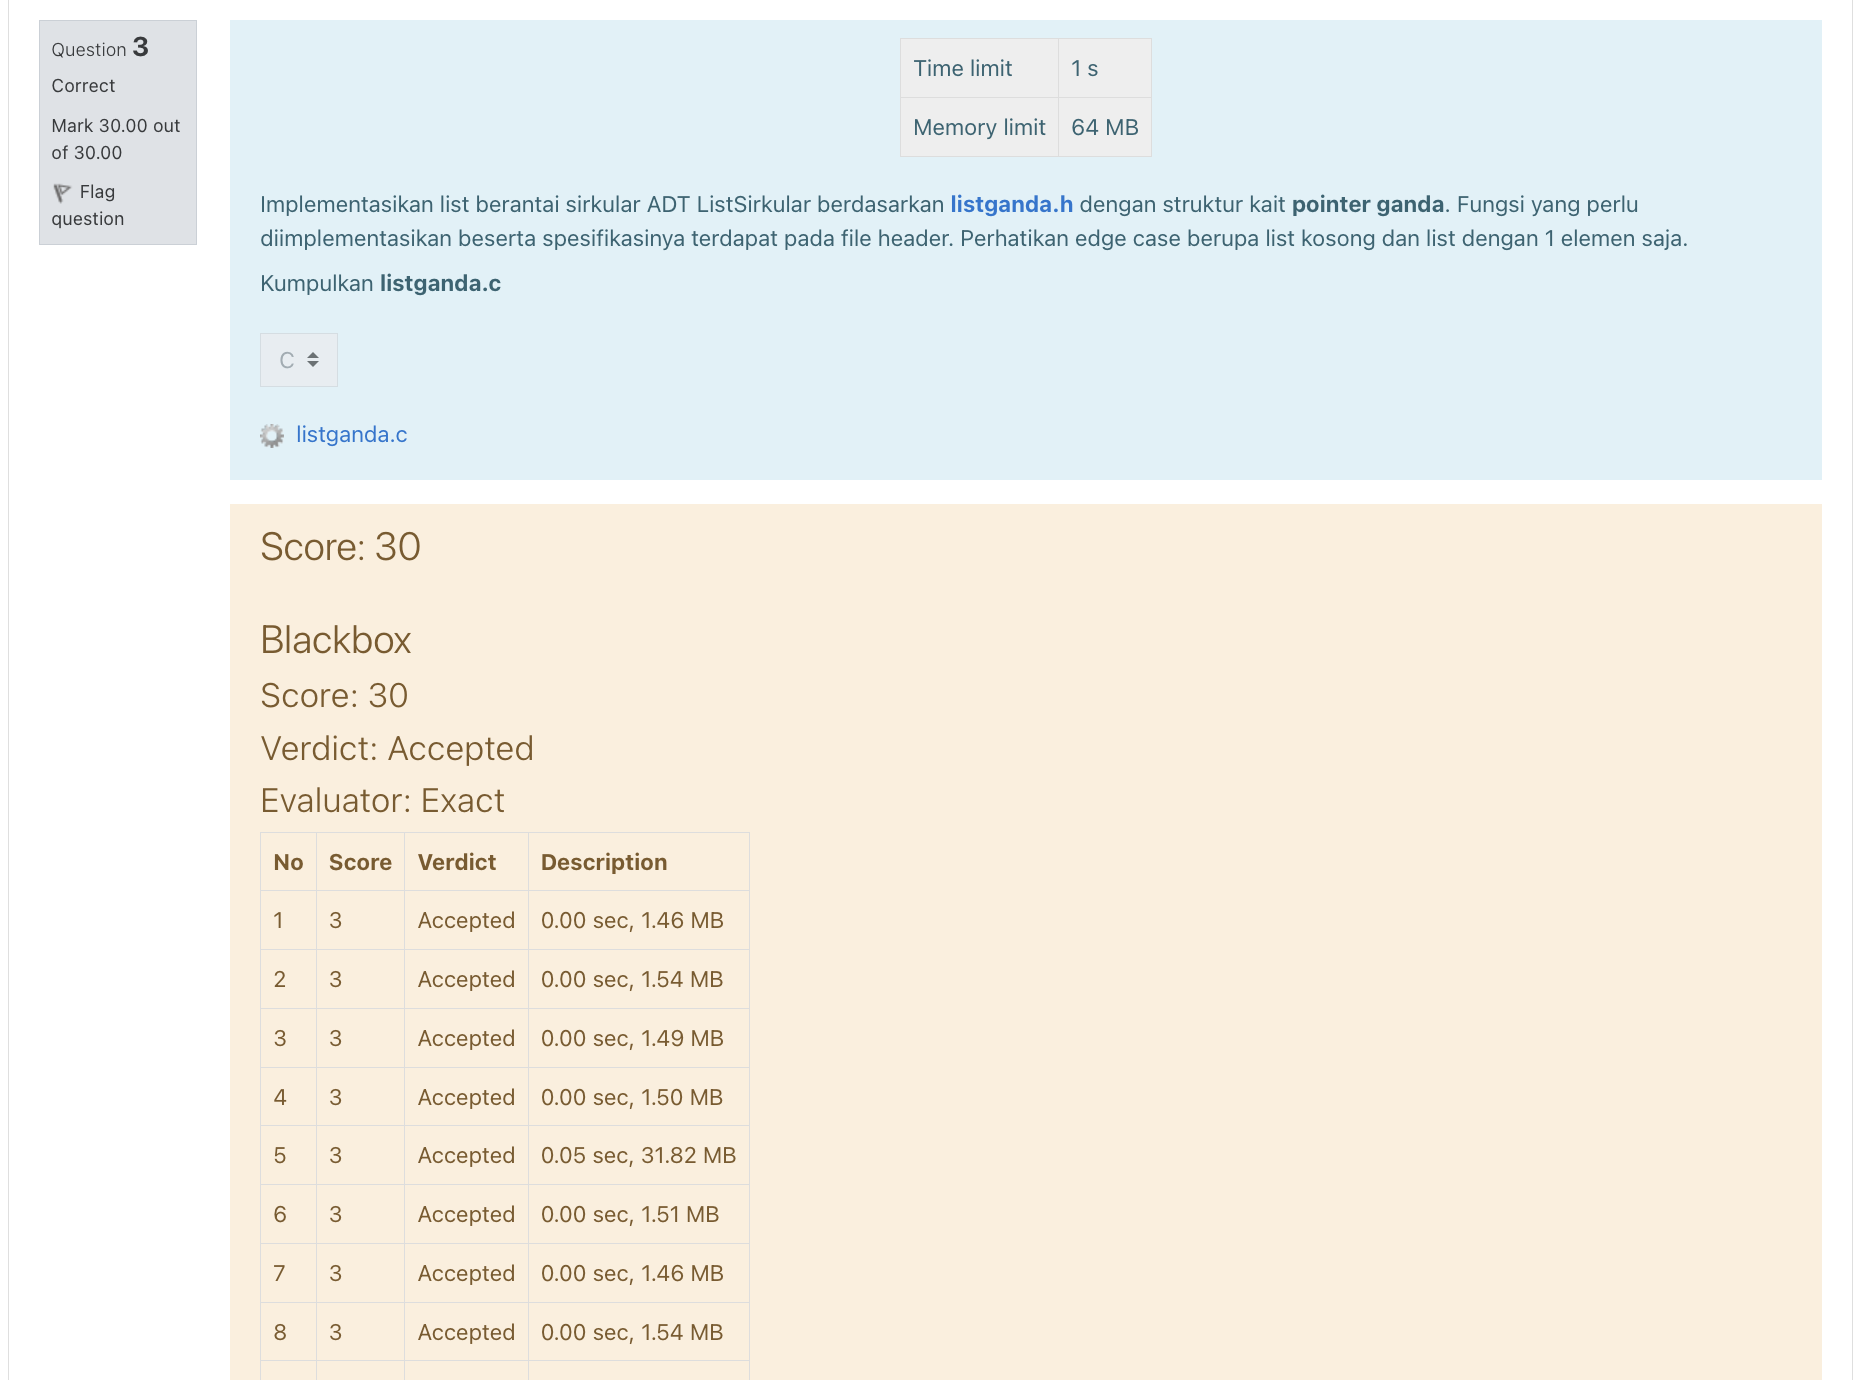 Question 3
Correct
Mark 30.00 out
of 30.00
Flag
question
Time limit 1 s
Memory limit 64 MB
Implementasikan list berantai sirkular ADT ListSirkular berdasarkan listganda.h dengan struktur kait pointer ganda. Fungsi yang perlu
diimplementasikan beserta spesifikasinya terdapat pada file header. Perhatikan edge case berupa list kosong dan list dengan 1 elemen saja.
Kumpulkan listganda.c
C
listganda.c
Score: 30
Blackbox
Score: 30
Verdict: Accepted
Evaluator: Exact
No Score Verdict Description
1 3 Accepted 0.00 sec, 1.46 MB
2 3 Accepted 0.00 sec, 1.54 MB
3 3 Accepted 0.00 sec, 1.49 MB
4 3 Accepted 0.00 sec, 1.50 MB
5 3 Accepted 0.05 sec, 31.82 MB
6 3 Accepted 0.00 sec, 1.51 MB
7 3 Accepted 0.00 sec, 1.46 MB
8 3 Accepted 0.00 sec, 1.54 MB